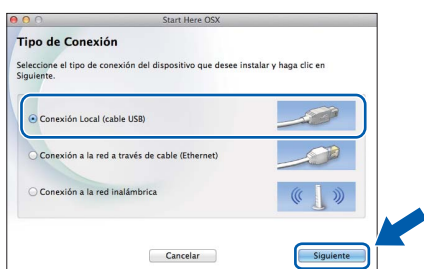 Start Here OSX
Tipo de Conexión
Seleccione el tipo de conexión del dispositivo que desee instalar y haga clic en
Siguiente.
Conexión Local (cable USB)
Conexión a la red a través de cable (Ethernet)
Conexión a la red inalámbrica
Cancelar
Siguiente